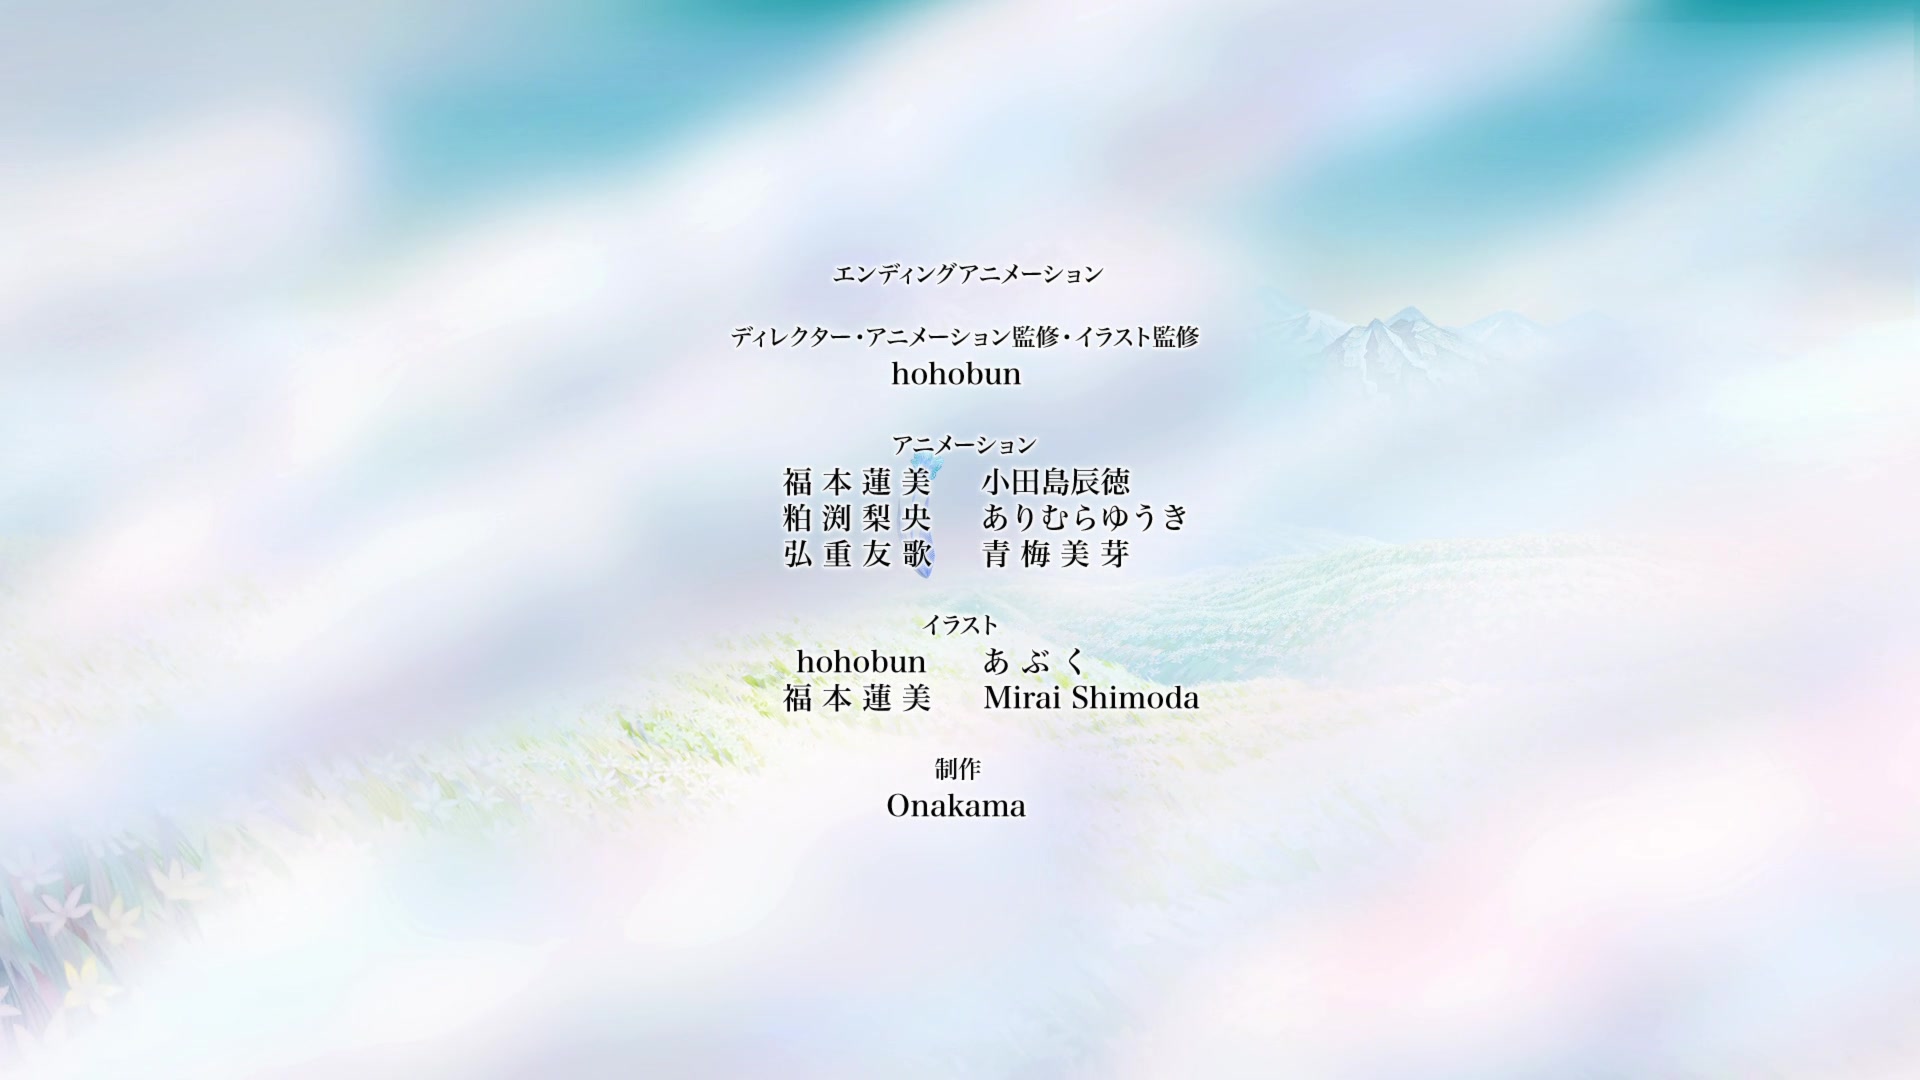 エンディングアニメーション
ディレクター・アニメーション監修・イラスト監修
hohobun
アニメーション
福本蓮美 小田島辰徳
粕渕梨央 ありむらゆうき
弘重友歌 青梅美芽
イラスト
hohobun あぶく
福本蓮美 Mirai Shimoda
制作
Onakama